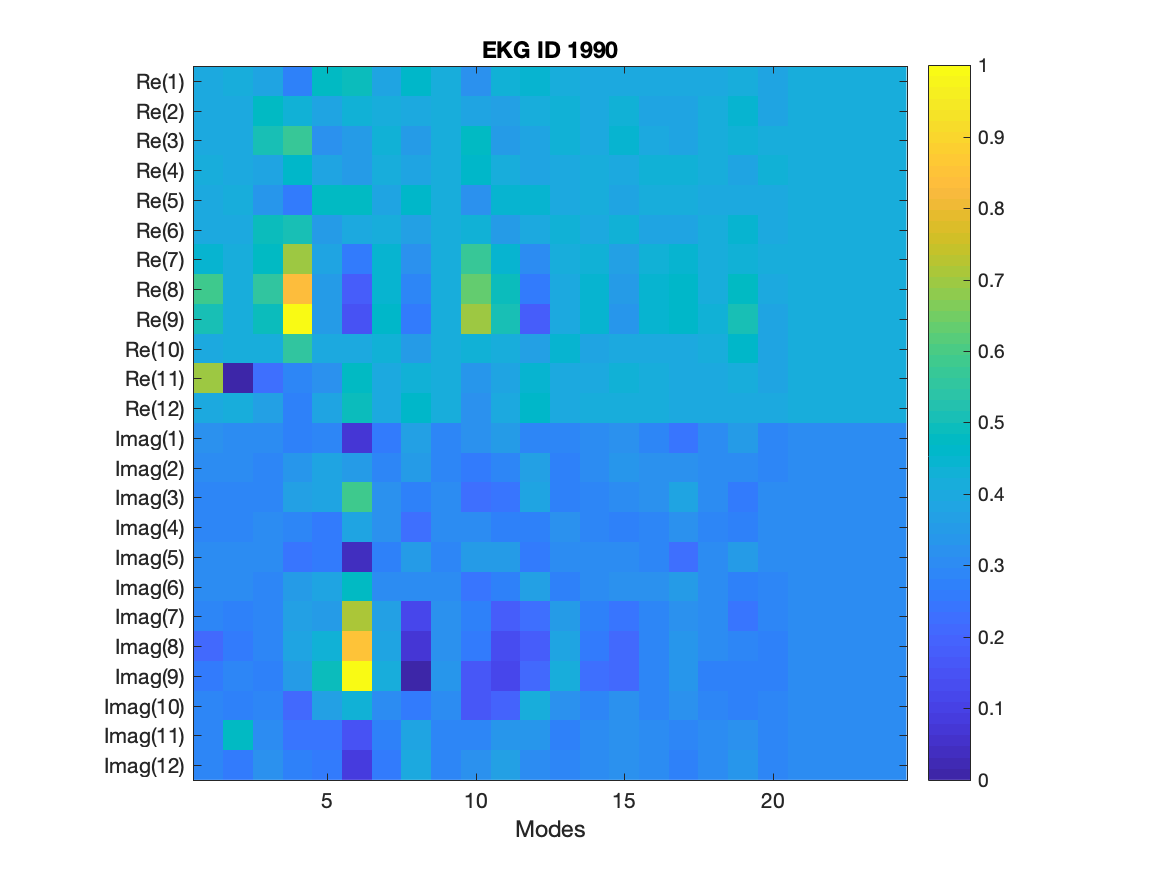 EKG ID 1990
Re(1)
Re(2)
Re(3)
Re(4)
Re(5)
Re(6)
Re(7)
Re(8)
Re(9)
Re(10)
Re(11)
Re(12)
Imag(1)
Imag(2)
Imag(3)
Imag(4)
Imag(5)
Imag(6)
Imag(7)
Imag(8)
Imag(9)
Imag(10)
Imag(11)
Imag(12)
5 10 15 20
Modes
1
0.9
0.8
0.7
0.6
0.5
0.4
0.3
0.2
0.1
0